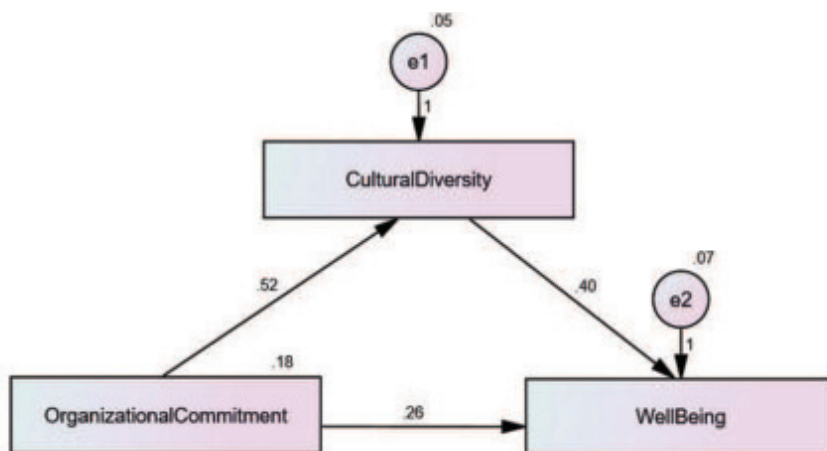 .05
e1
1
CulturalDiversity
.07
.52
.40
e2
.18
1
OrganizationalCommitment
.26
WellBeing